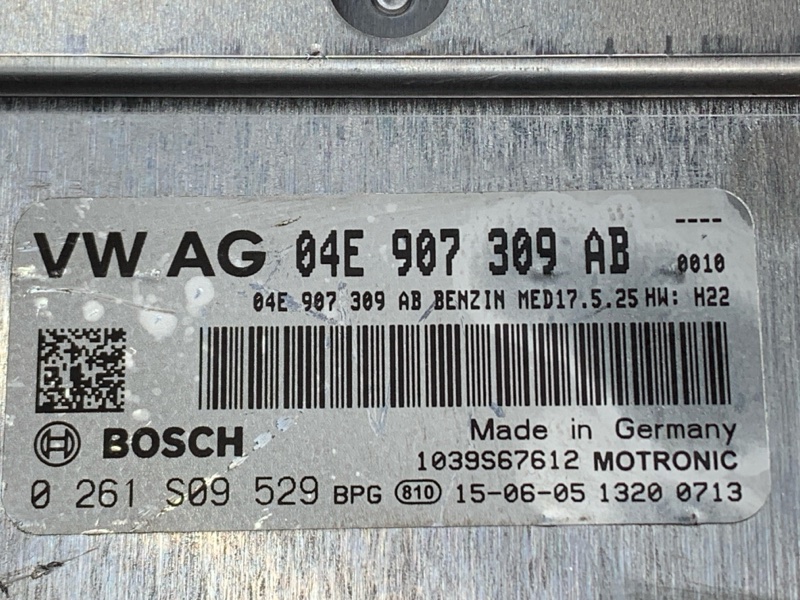 ----
VW AG 04E 907 309 AB 0010
04E 907 309 AB BENZIN MED17.5.25 HW: H22
BOSCH Made in Germany
1039S67612 MOTRONIC
0 261 S09 529 BPG 810 15-06-05 1320 0713